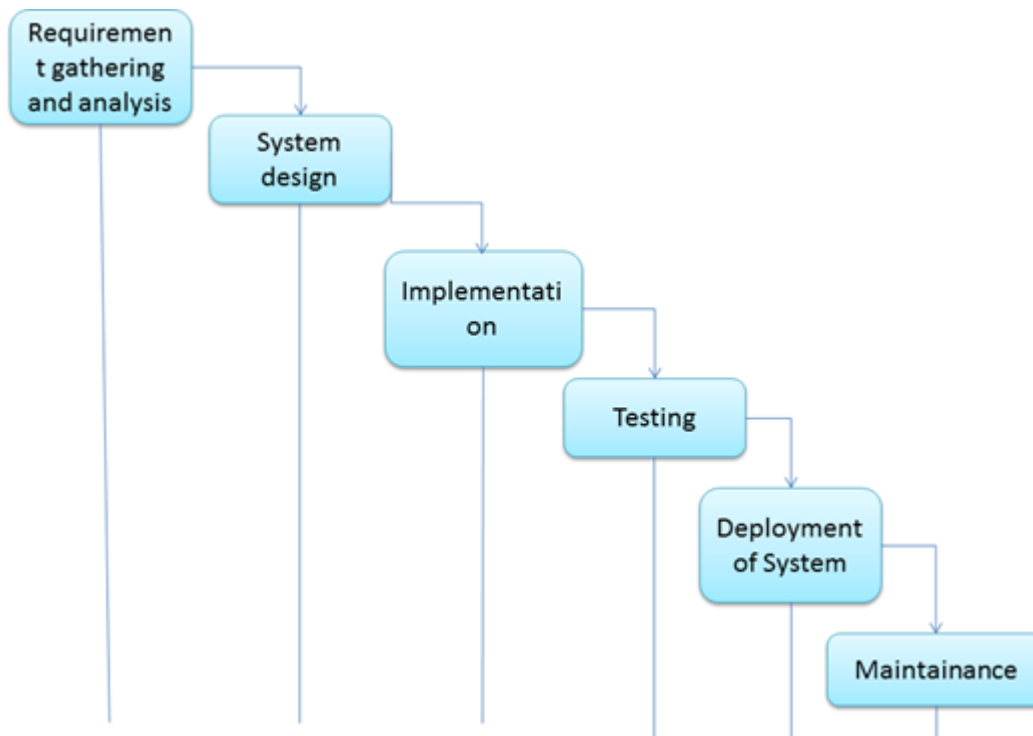 Requiremen
t gathering
and analysis
System
design
Implementati
on
Testing
Deployment
of System
Maintainance